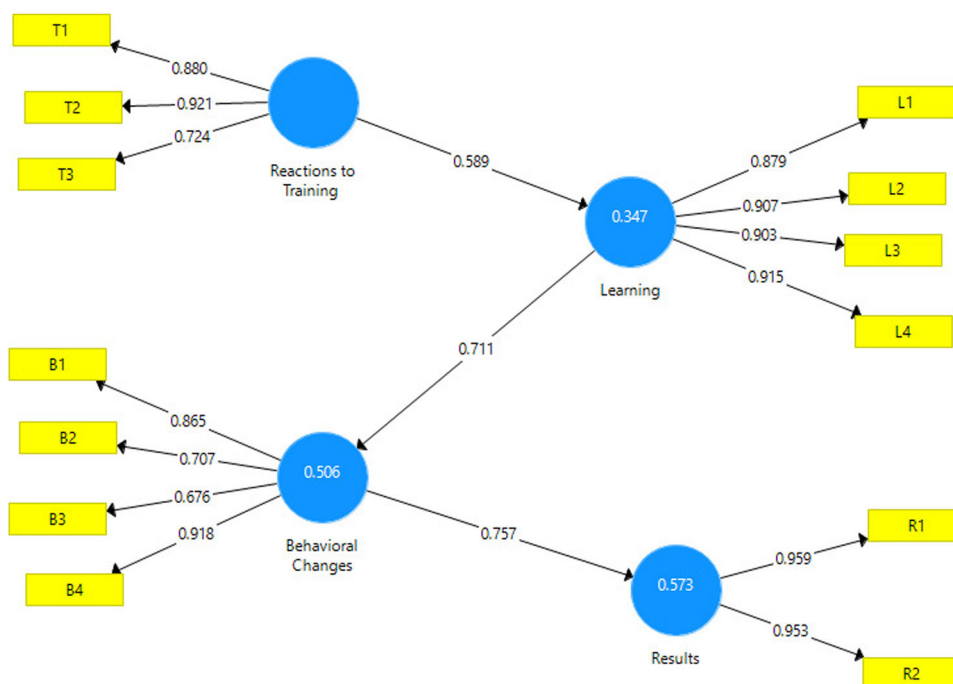 T1
0.880
T2
0.921
T3
0.724
Reactions to
Training
0.589
L1
0.879
L2
0.907
0.347
L3
0.903
Learning
0.915
L4
0.711
B1
0.865
B2
0.707
0.506
B3
0.676
0.918
Behavioral
Changes
B4
0.757
R1
0.959
0.573
0.953
Results
R2